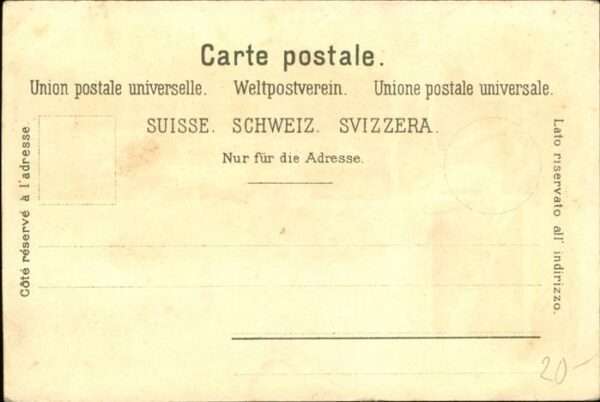 Carte postale.
Union postale universelle. Weltpostverein. Unione postale universale.
SUISSE. SCHWEIZ. SVIZZERA.
Nur für die Adresse.
Côté réservé à l'adresse.
Lato riservato all' indirizzo.
20-